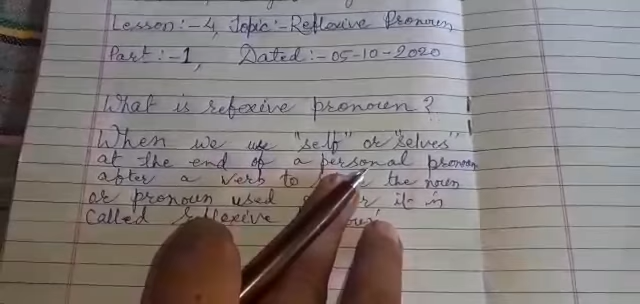 Lesson:-4, Topic:-Reflexive Pronoun
Part:-1, Dated:-05-10-2020
What is refexive pronoun?
When we use "self" or "selves"
at the end of a personal pronoun
after a verb to the noun
or pronoun used it is
called Reflexive